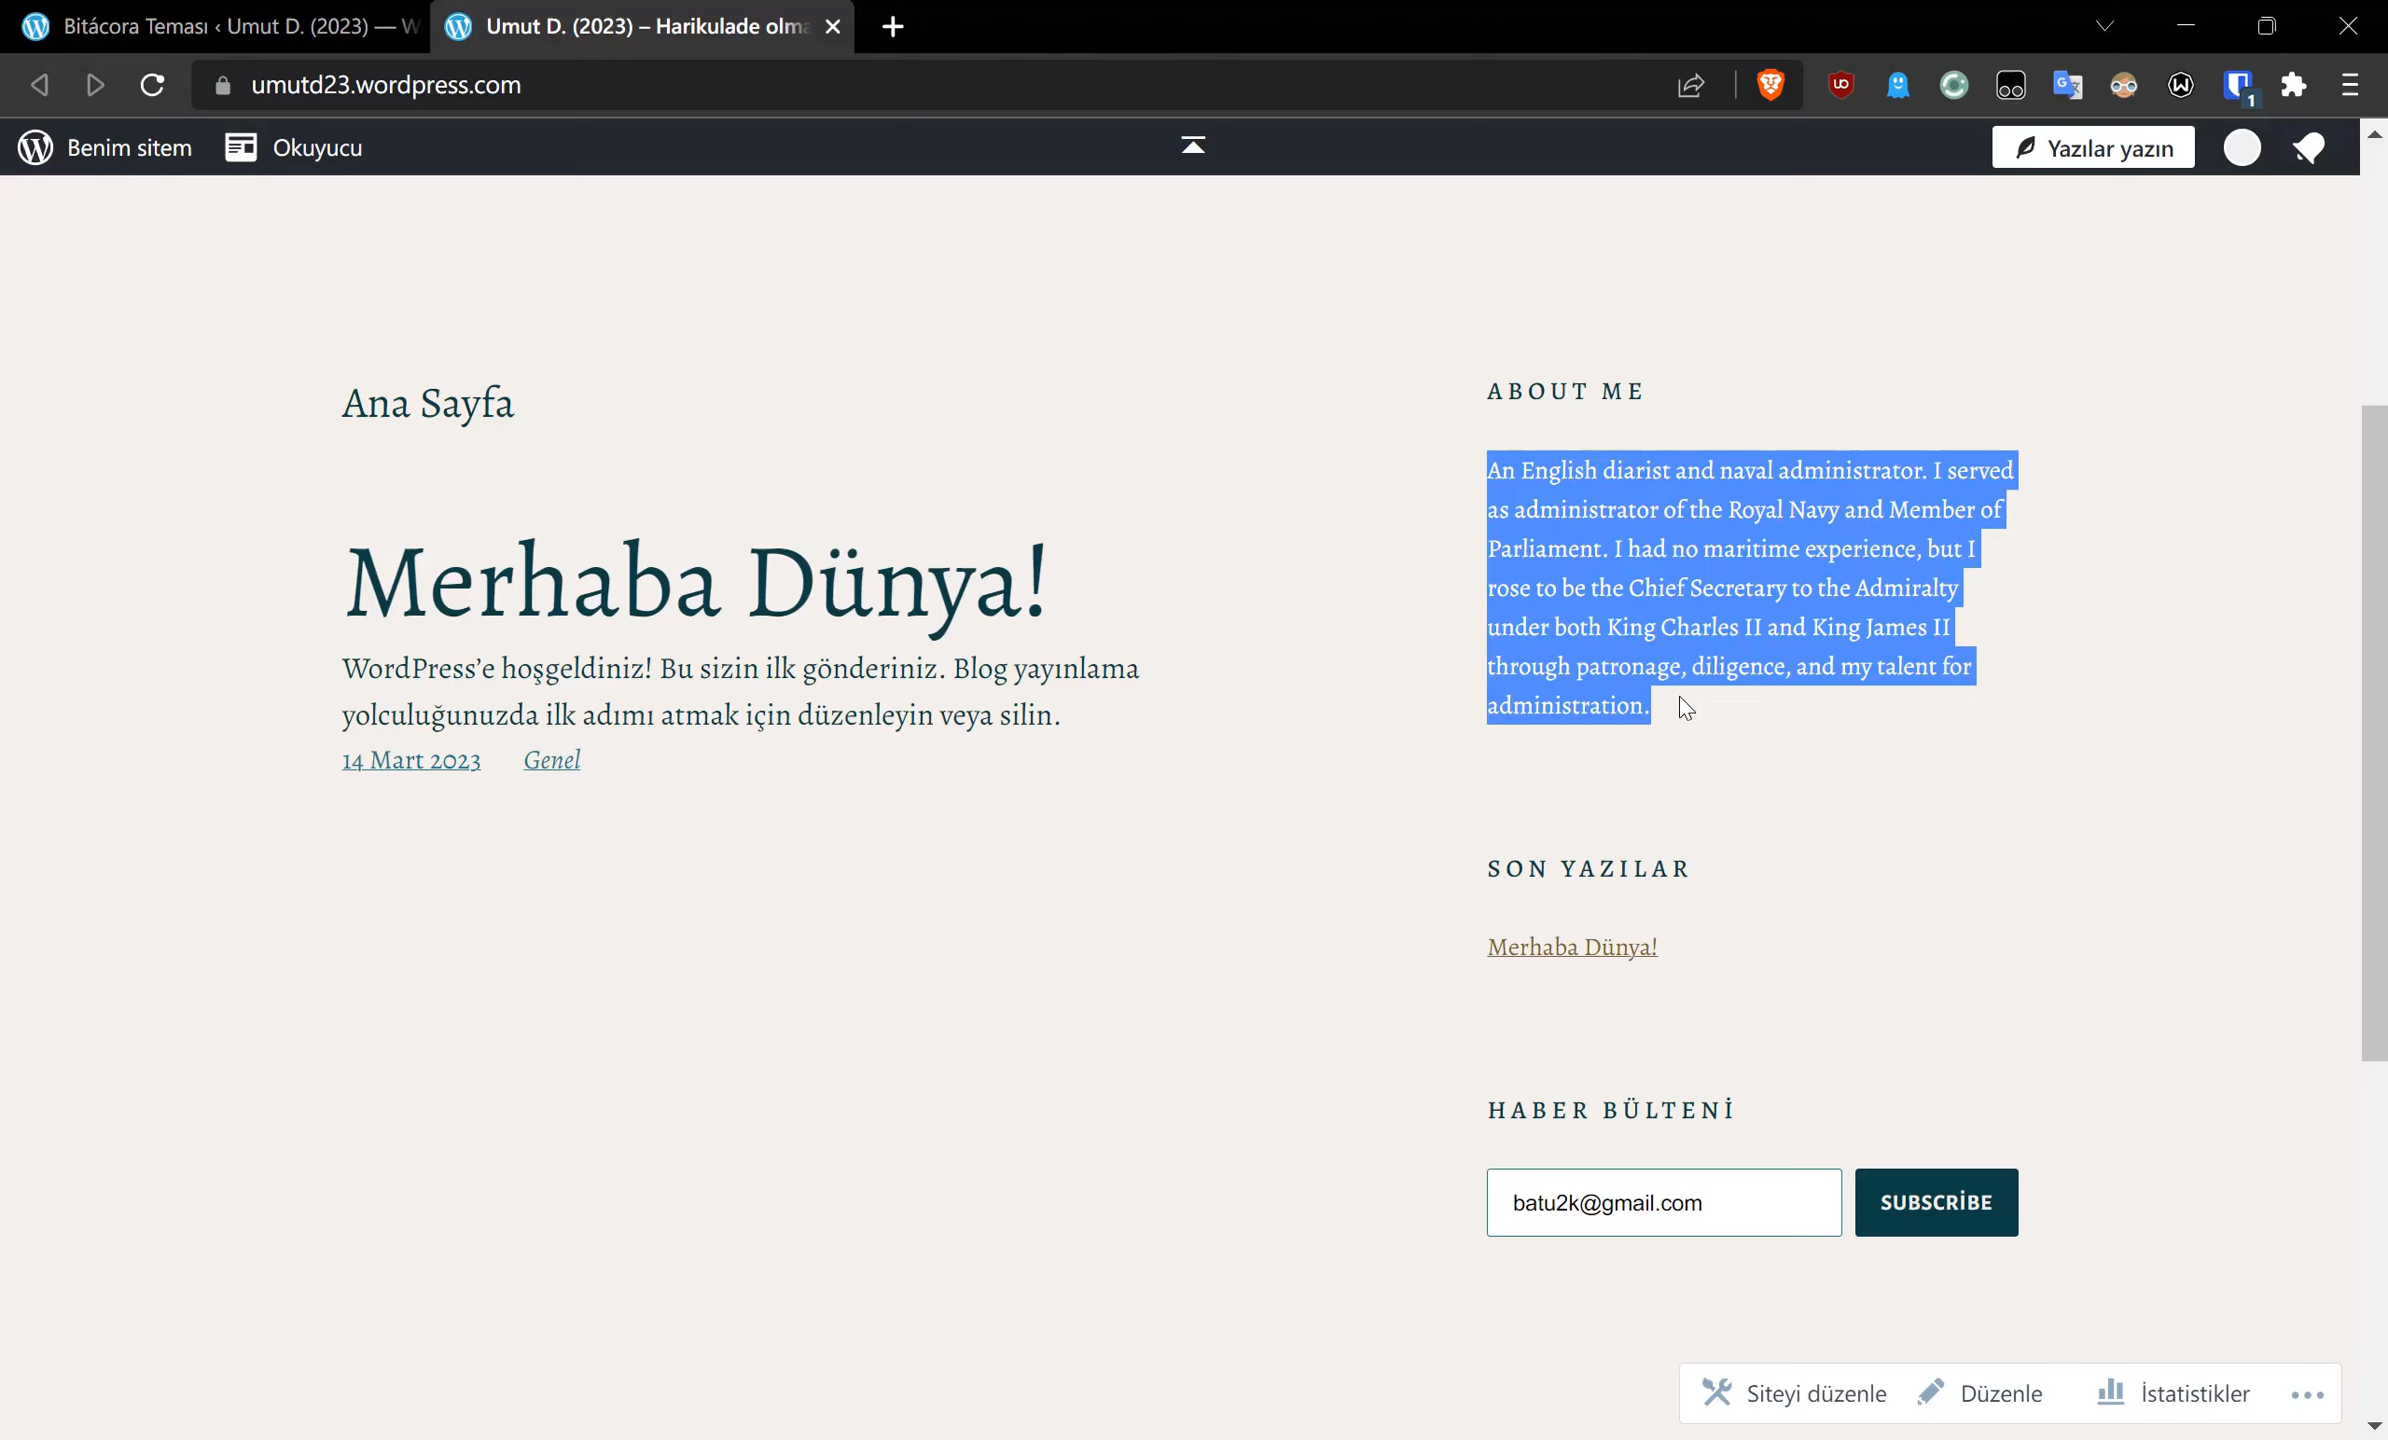 Bitácora Teması ‹ Umut D. (2023) — W
Umut D. (2023) – Harikulade olma
umutd23.wordpress.com
1
Benim sitem
Okuyucu
Yazılar yazın
Ana Sayfa
Merhaba Dünya!
WordPress’e hoşgeldiniz! Bu sizin ilk gönderiniz. Blog yayınlama
yolculuğunuzda ilk adımı atmak için düzenleyin veya silin.
14 Mart 2023 Genel
ABOUT ME
An English diarist and naval administrator. I served
as administrator of the Royal Navy and Member of
Parliament. I had no maritime experience, but I
rose to be the Chief Secretary to the Admiralty
under both King Charles II and King James II
through patronage, diligence, and my talent for
administration.
SON YAZILAR
Merhaba Dünya!
HABER BÜLTENİ
batu2k@gmail.com
SUBSCRİBE
Siteyi düzenle
Düzenle
İstatistikler